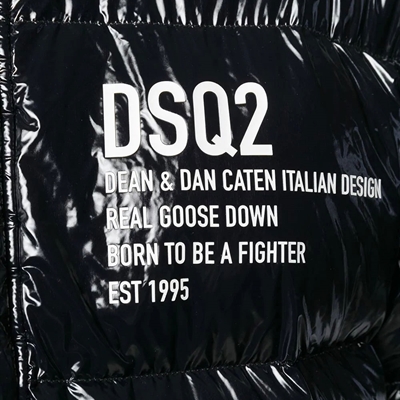 DSQ2
DEAN & DAN CATEN ITALIAN DESIGN
REAL GOOSE DOWN
BORN TO BE A FIGHTER
EST 1995